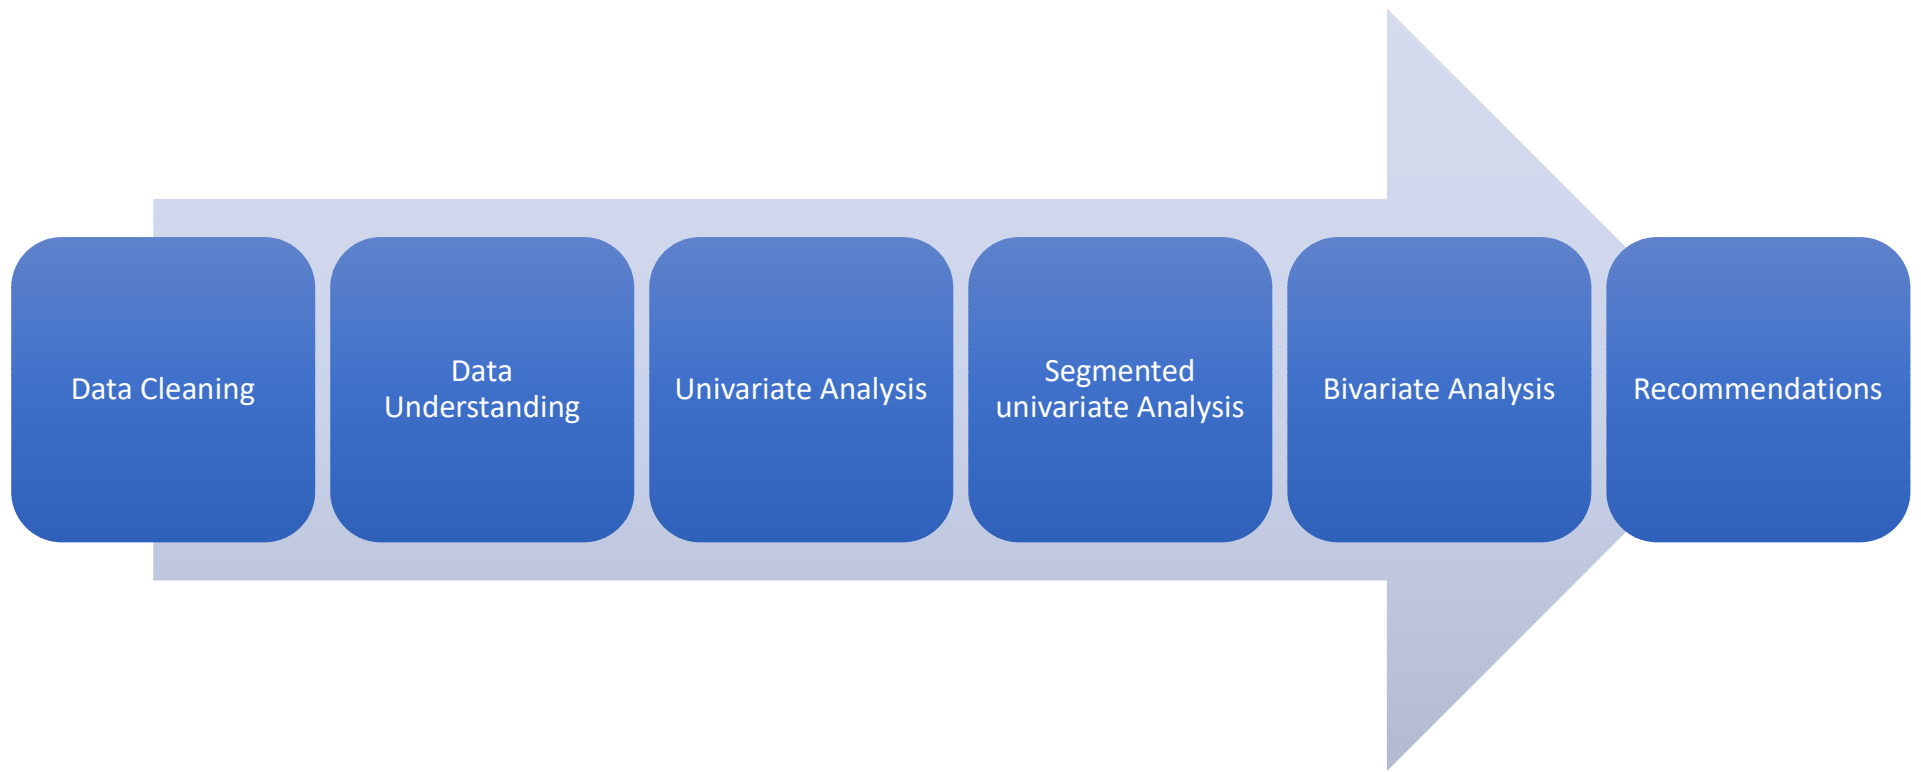 Data Cleaning
Data
Understanding
Univariate Analysis
Segmented
univariate Analysis
Bivariate Analysis
Recommendations